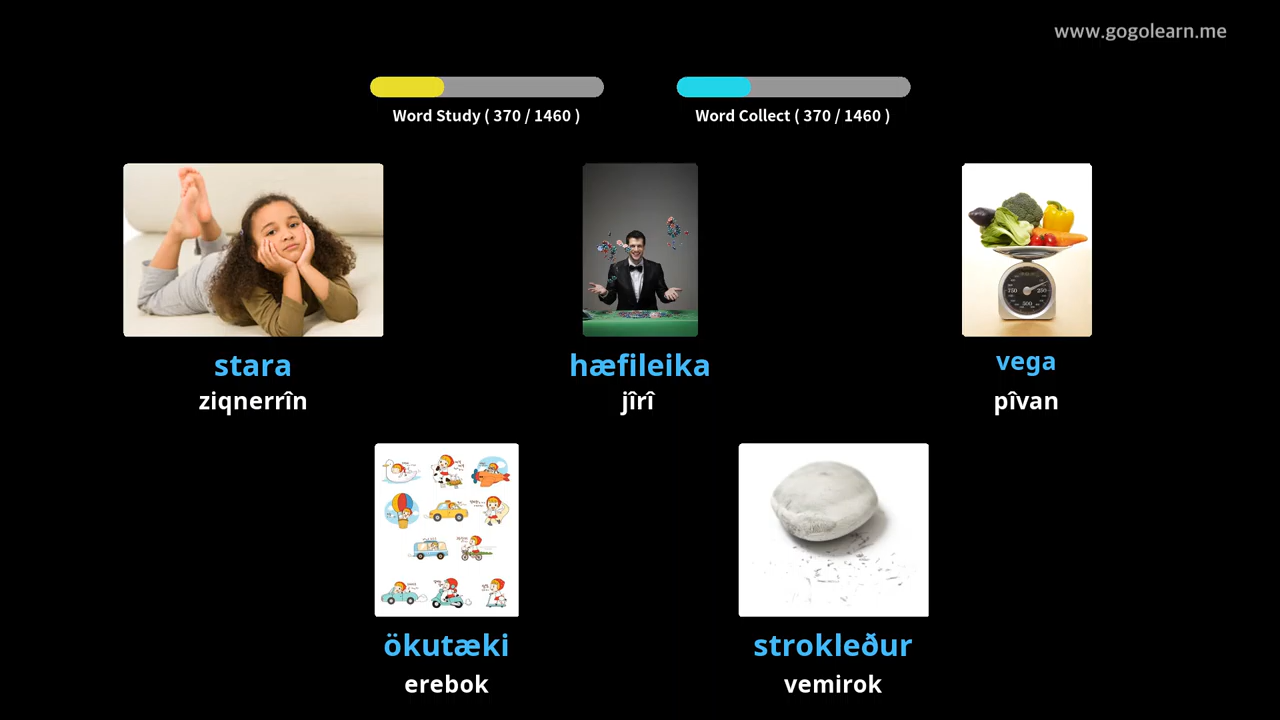 www.gogolearn.me
Word Study ( 370 / 1460 )
Word Collect ( 370 / 1460 )
stara
hæfileika
vega
ziqnerrîn
jîrî
pîvan
ökutæki
strokleður
erebok
vemirok